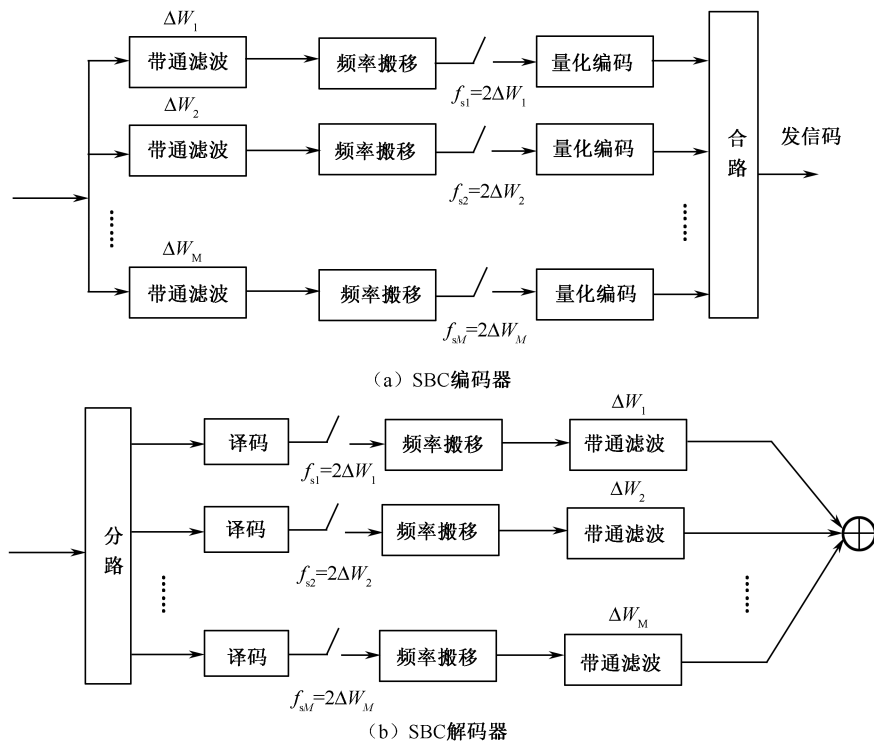 ΔW₁
带通滤波
频率搬移
fs1=2ΔW₁
量化编码
ΔW₂
带通滤波
频率搬移
fs2=2ΔW₂
量化编码
ΔW_M
带通滤波
频率搬移
fsM=2ΔW_M
量化编码
合路
发信码
(a) SBC编码器
分路
译码
fs1=2ΔW₁
频率搬移
ΔW₁
带通滤波
译码
fs2=2ΔW₂
频率搬移
ΔW₂
带通滤波
译码
fsM=2ΔW_M
频率搬移
ΔW_M
带通滤波
(b) SBC解码器